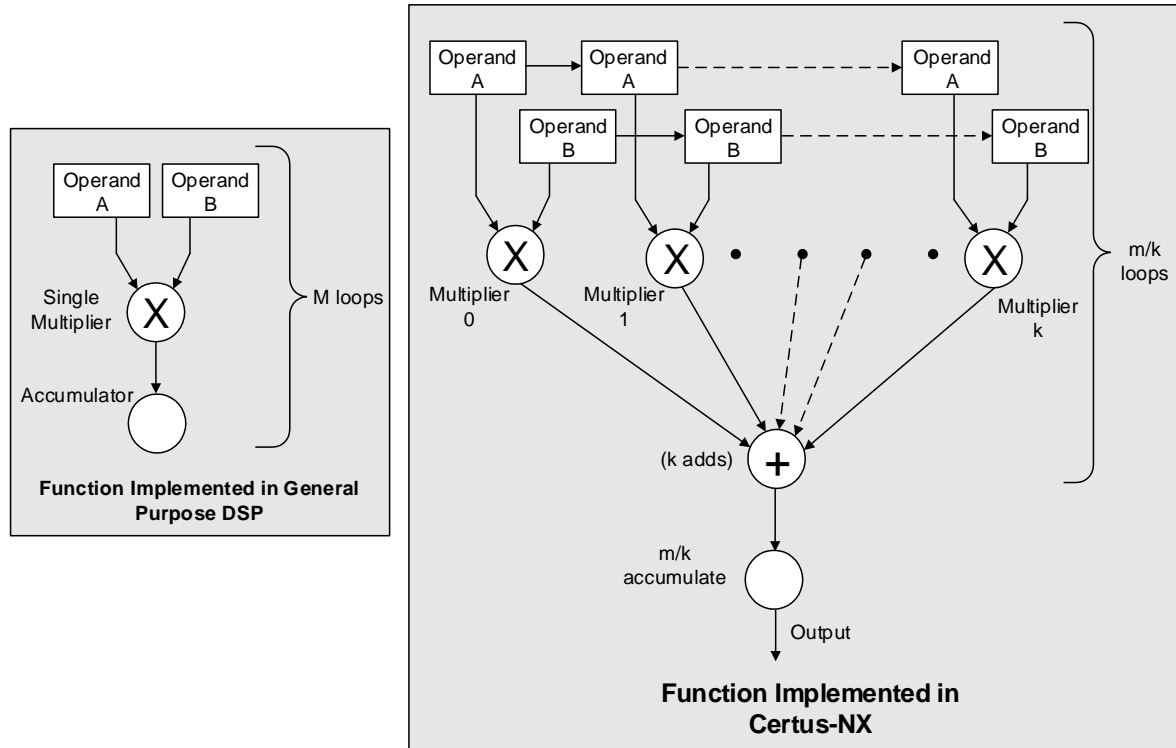 Operand
A
Operand
B
Single
Multiplier
X
M loops
Accumulator
Function Implemented in General
Purpose DSP
Operand
A
Operand
A
Operand
A
Operand
B
Operand
B
Operand
B
X
X
X
m/k
loops
Multiplier
0
Multiplier
1
Multiplier
k
(k adds)
+
m/k
accumulate
Output
Function Implemented in
Certus-NX